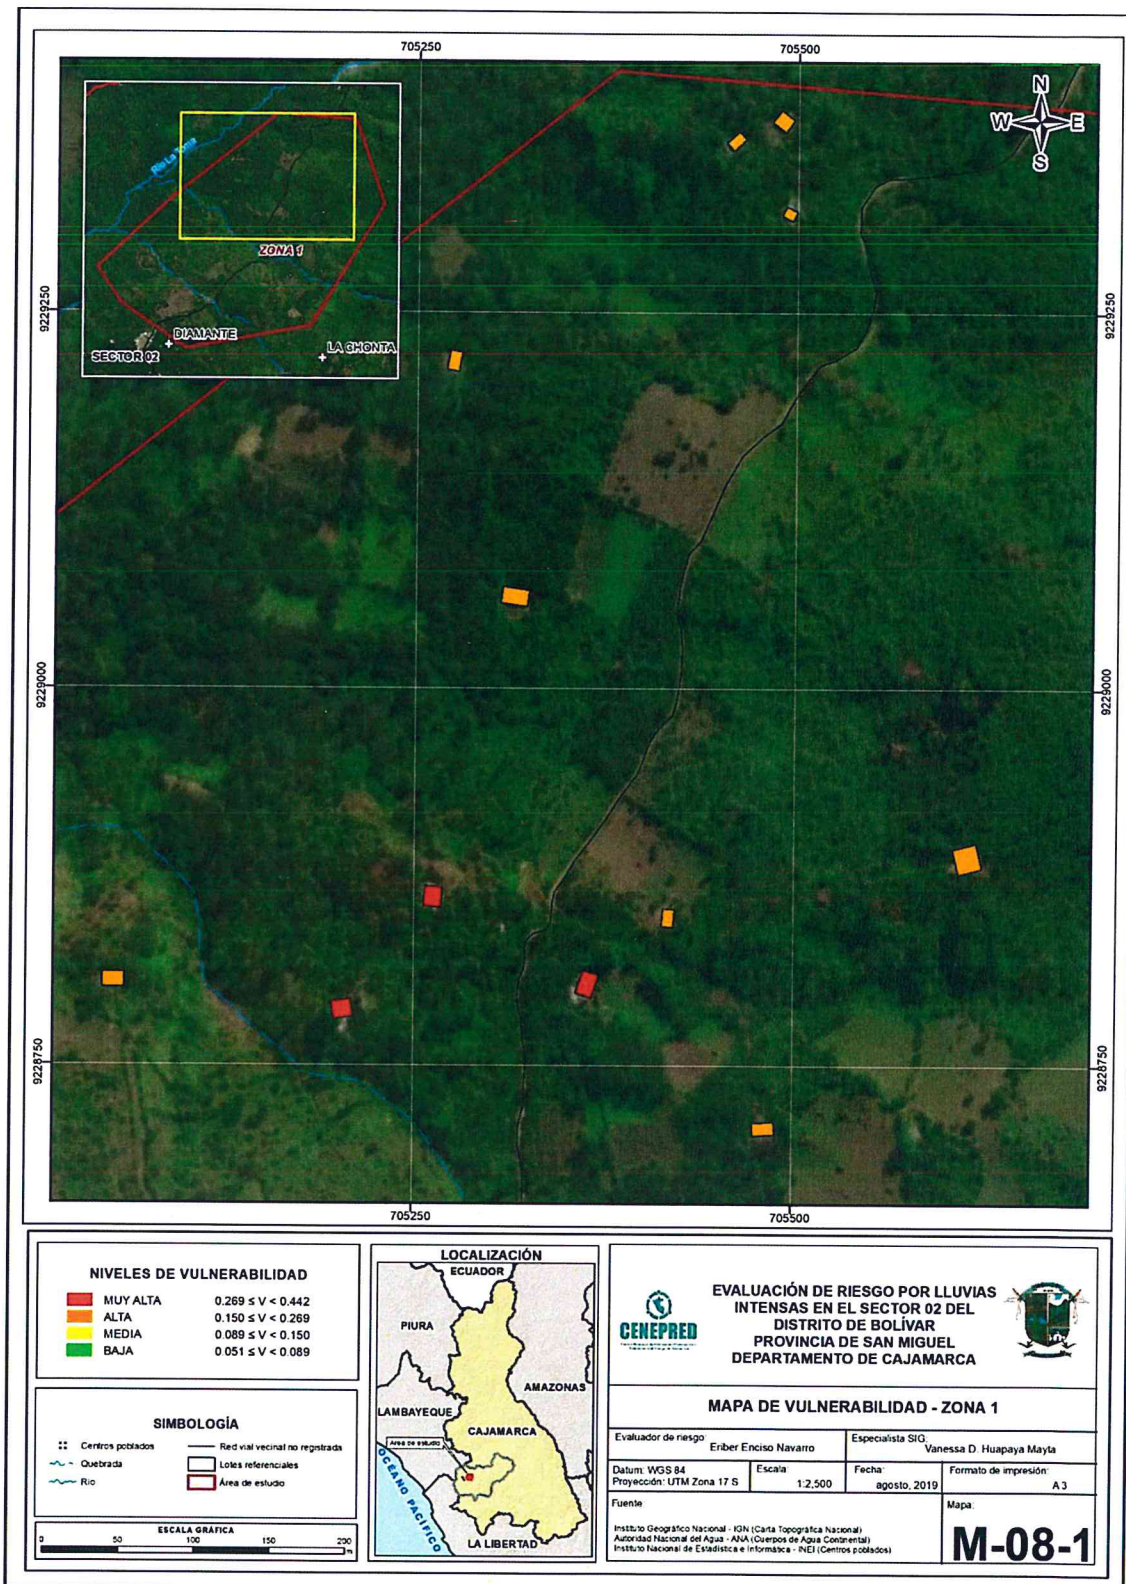 705250
705500
N
W
E
S
Río La Toma
ZONA 1
DIAMANTE
LA CHONTA
SECTOR 02
9229250
9229250
9229000
9229000
9228750
9228750
705250
705500
NIVELES DE VULNERABILIDAD
MUY ALTA 0.269 ≤ V < 0.442
ALTA 0.150 ≤ V < 0.269
MEDIA 0.089 ≤ V < 0.150
BAJA 0.051 ≤ V < 0.089
SIMBOLOGÍA
Centros poblados
Quebrada
Río
Red vial vecinal no registrada
Lotes referenciales
Área de estudio
ESCALA GRÁFICA
0 50 100 150 200
m
LOCALIZACIÓN
ECUADOR
PIURA
AMAZONAS
LAMBAYEQUE
CAJAMARCA
Área de estudio
OCÉANO PACÍFICO
LA LIBERTAD
CENEPRED
EVALUACIÓN DE RIESGO POR LLUVIAS
INTENSAS EN EL SECTOR 02 DEL
DISTRITO DE BOLÍVAR
PROVINCIA DE SAN MIGUEL
DEPARTAMENTO DE CAJAMARCA
MAPA DE VULNERABILIDAD - ZONA 1
Evaluador de riesgo:
Eriber Enciso Navarro
Especialista SIG:
Vanessa D. Huapaya Mayta
Datum: WGS 84
Proyección: UTM Zona 17 S
Escala:
1:2,500
Fecha:
agosto, 2019
Formato de impresión:
A3
Fuente
Instituto Geográfico Nacional - IGN (Carta Topográfica Nacional)
Autoridad Nacional del Agua - ANA (Cuerpos de Agua Continental)
Instituto Nacional de Estadística e Informática - INEI (Centros poblados)
Mapa:
M-08-1